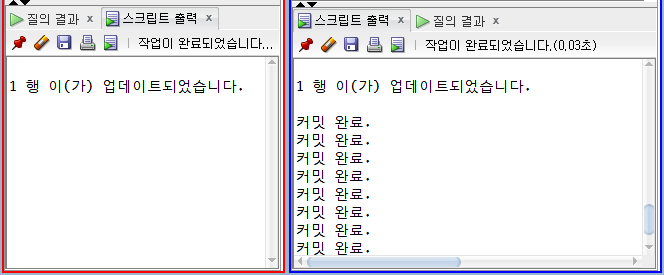 질의 결과 x 스크립트 출력 x
작업이 완료되었습니다...
1 행 이(가) 업데이트되었습니다.
스크립트 출력 x 질의 결과 x
작업이 완료되었습니다.(0,03초)
1 행 이(가) 업데이트되었습니다.
커밋 완료.
커밋 완료.
커밋 완료.
커밋 완료.
커밋 완료.
커밋 완료.
커밋 완료.
커밋 완료.